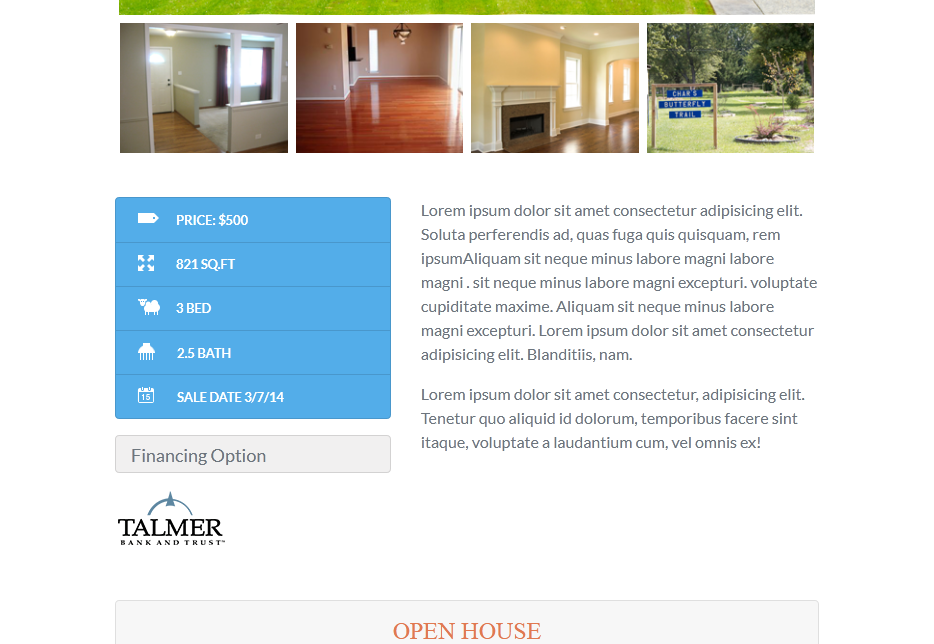 CHAR'S
BUTTERFLY
TRAIL
PRICE: $500
821 SQ.FT
3 BED
2.5 BATH
15
SALE DATE 3/7/14
Financing Option
TALMER
BANK AND TRUST™
Lorem ipsum dolor sit amet consectetur adipisicing elit.
Soluta perferendis ad, quas fuga quis quisquam, rem
ipsumAliquam sit neque minus labore magni labore
magni . sit neque minus labore magni excepturi. voluptate
cupiditate maxime. Aliquam sit neque minus labore
magni excepturi. Lorem ipsum dolor sit amet consectetur
adipisicing elit. Blanditiis, nam.
Lorem ipsum dolor sit amet consectetur, adipisicing elit.
Tenetur quo aliquid id dolorum, temporibus facere sint
itaque, voluptate a laudantium cum, vel omnis ex!
OPEN HOUSE